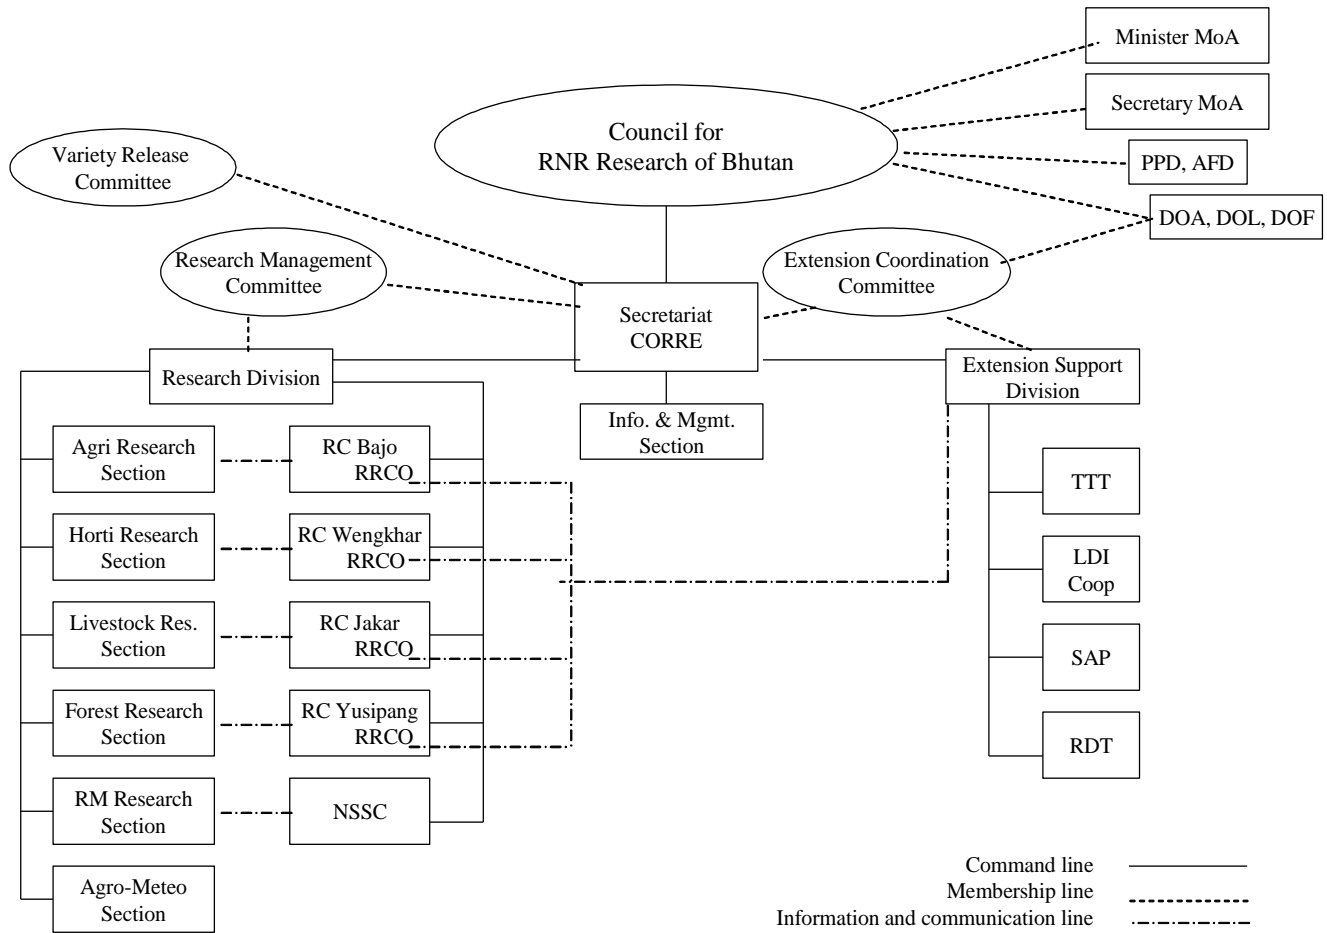 Minister MoA
Council for
RNR Research of Bhutan
Secretary MoA
Variety Release
Committee
PPD, AFD
DOA, DOL, DOF
Research Management
Committee
Extension Coordination
Committee
Secretariat
CORRE
Research Division
Extension Support
Division
Info. & Mgmt.
Section
Agri Research
Section
RC Bajo
RRCO
TTT
Horti Research
Section
RC Wengkhar
RRCO
LDI
Coop
Livestock Res.
Section
RC Jakar
RRCO
SAP
Forest Research
Section
RC Yusipang
RRCO
RDT
RM Research
Section
NSSC
Agro-Meteo
Section
Command line
Membership line
Information and communication line